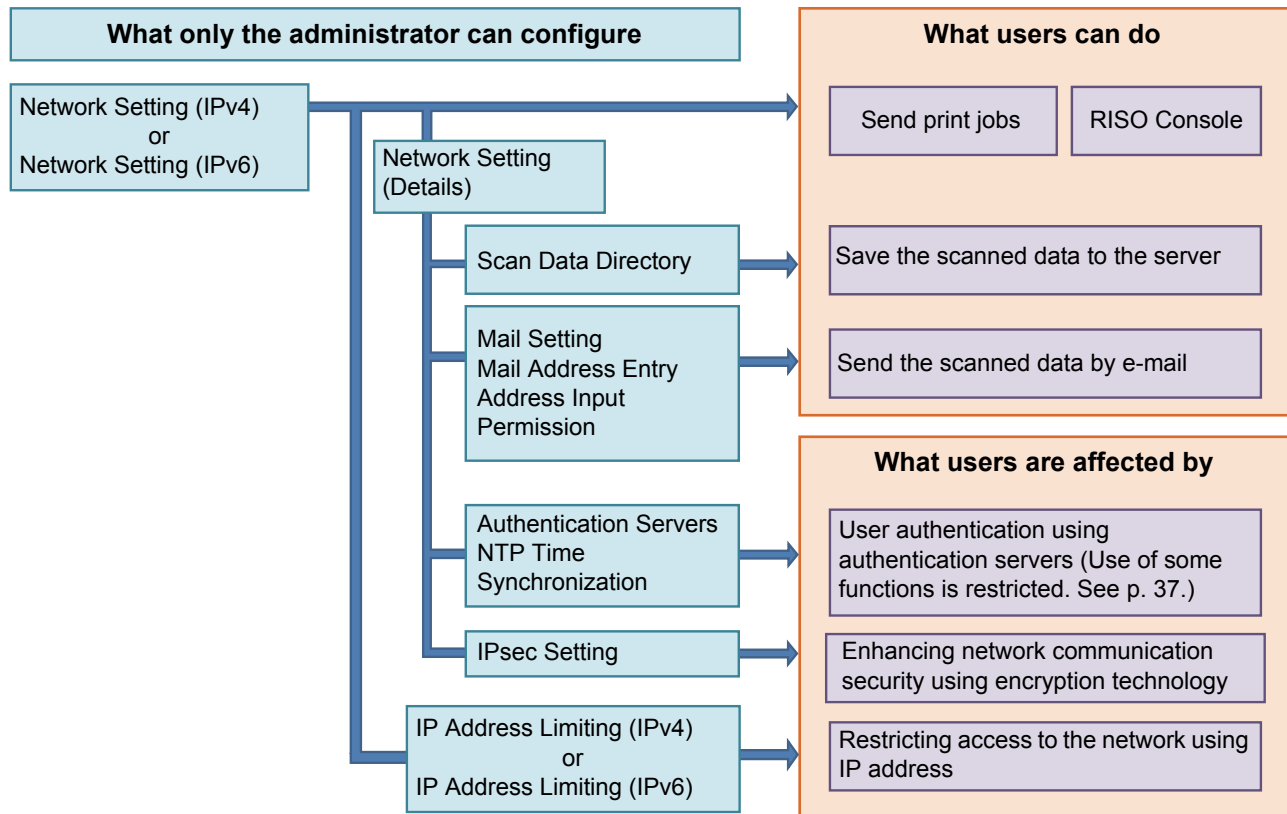 What only the administrator can configure
What users can do
Network Setting (IPv4)
or
Network Setting (IPv6)
Send print jobs
RISO Console
Network Setting
(Details)
Scan Data Directory
Save the scanned data to the server
Mail Setting
Mail Address Entry
Address Input
Permission
Send the scanned data by e-mail
What users are affected by
Authentication Servers
NTP Time
Synchronization
User authentication using
authentication servers (Use of some
functions is restricted. See p. 37.)
IPsec Setting
Enhancing network communication
security using encryption technology
IP Address Limiting (IPv4)
or
IP Address Limiting (IPv6)
Restricting access to the network using
IP address